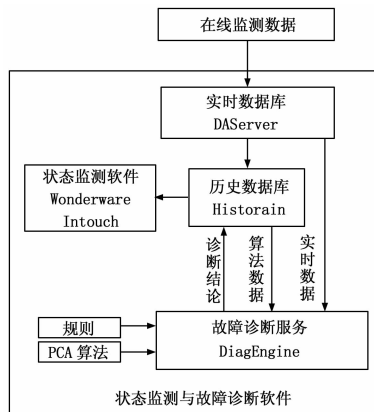 在线监测数据
实时数据库
DAServer
状态监测软件
Wonderware
Intouch
历史数据库
Historain
诊断结论
算法数据
实时数据
规则
PCA 算法
故障诊断服务
DiagEngine
状态监测与故障诊断软件